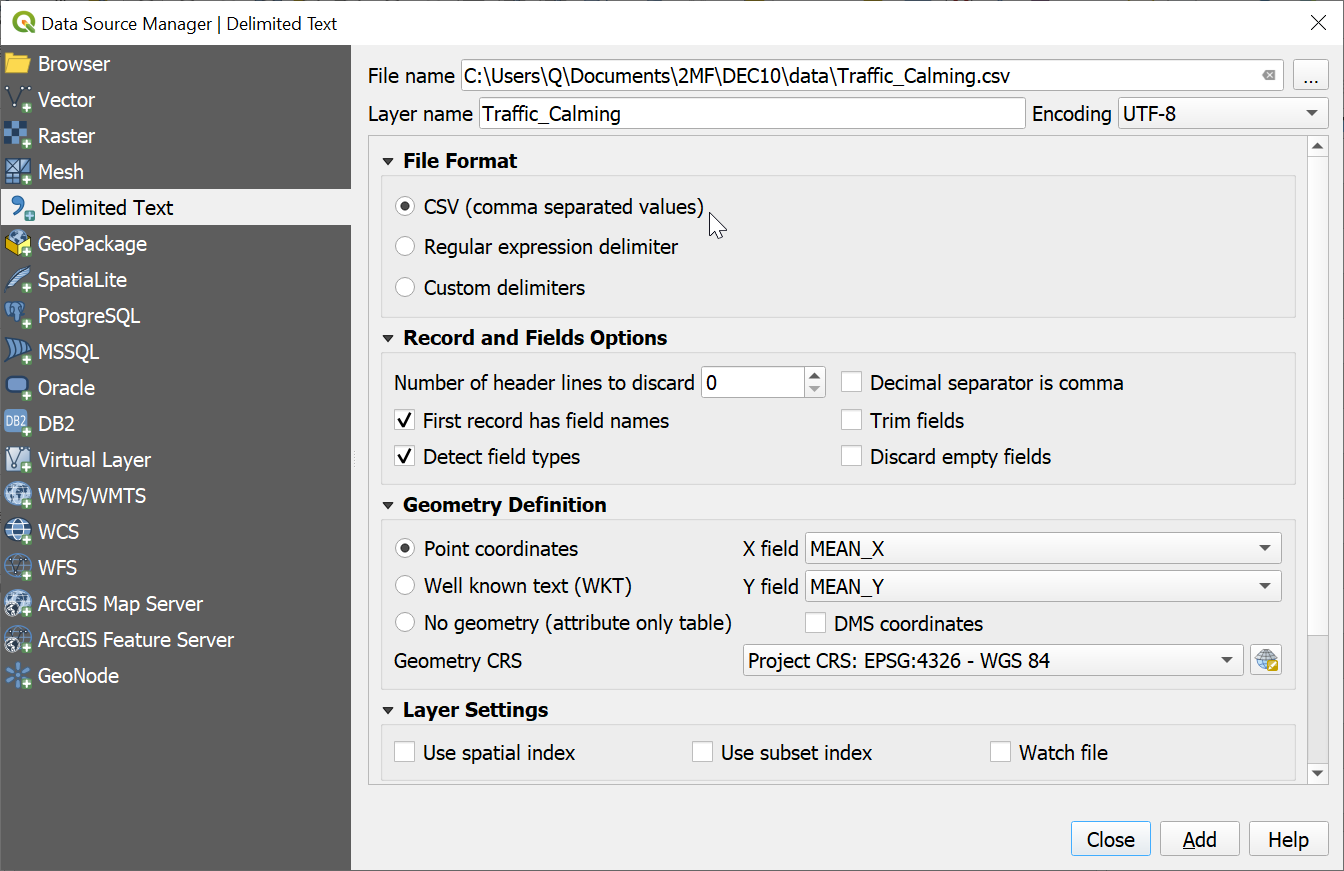 Data Source Manager | Delimited Text
Browser
Vector
Raster
Mesh
Delimited Text
GeoPackage
SpatiaLite
PostgreSQL
MSSQL
Oracle
DB2 DB2
Virtual Layer
WMS/WMTS
WCS
WFS
ArcGIS Map Server
ArcGIS Feature Server
GeoNode
File name C:\Users\Q\Documents\2MF\DEC10\data\Traffic_Calming.csv ...
Layer name Traffic_Calming Encoding UTF-8
File Format
CSV (comma separated values)
Regular expression delimiter
Custom delimiters
Record and Fields Options
Number of header lines to discard 0 Decimal separator is comma
First record has field names Trim fields
Detect field types Discard empty fields
Geometry Definition
Point coordinates X field MEAN_X
Well known text (WKT) Y field MEAN_Y
No geometry (attribute only table) DMS coordinates
Geometry CRS Project CRS: EPSG:4326 - WGS 84
Layer Settings
Use spatial index Use subset index Watch file
Close Add Help